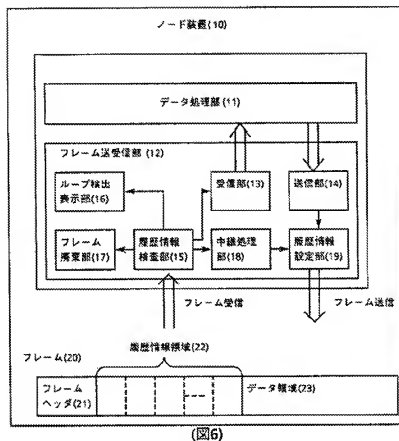 ノード装置(10)
データ処理部(11)
フレーム送受信部(12)
ループ検出
表示部(16)
受信部(13)
送信部(14)
フレーム
廃棄部(17)
履歴情報
検査部(15)
中継処理
部(18)
履歴情報
設定部(19)
フレーム受信
フレーム送信
履歴情線領域(22)
フレーム(20)
フレーム
ヘッダ(21)
データ領域(23)
(図6)